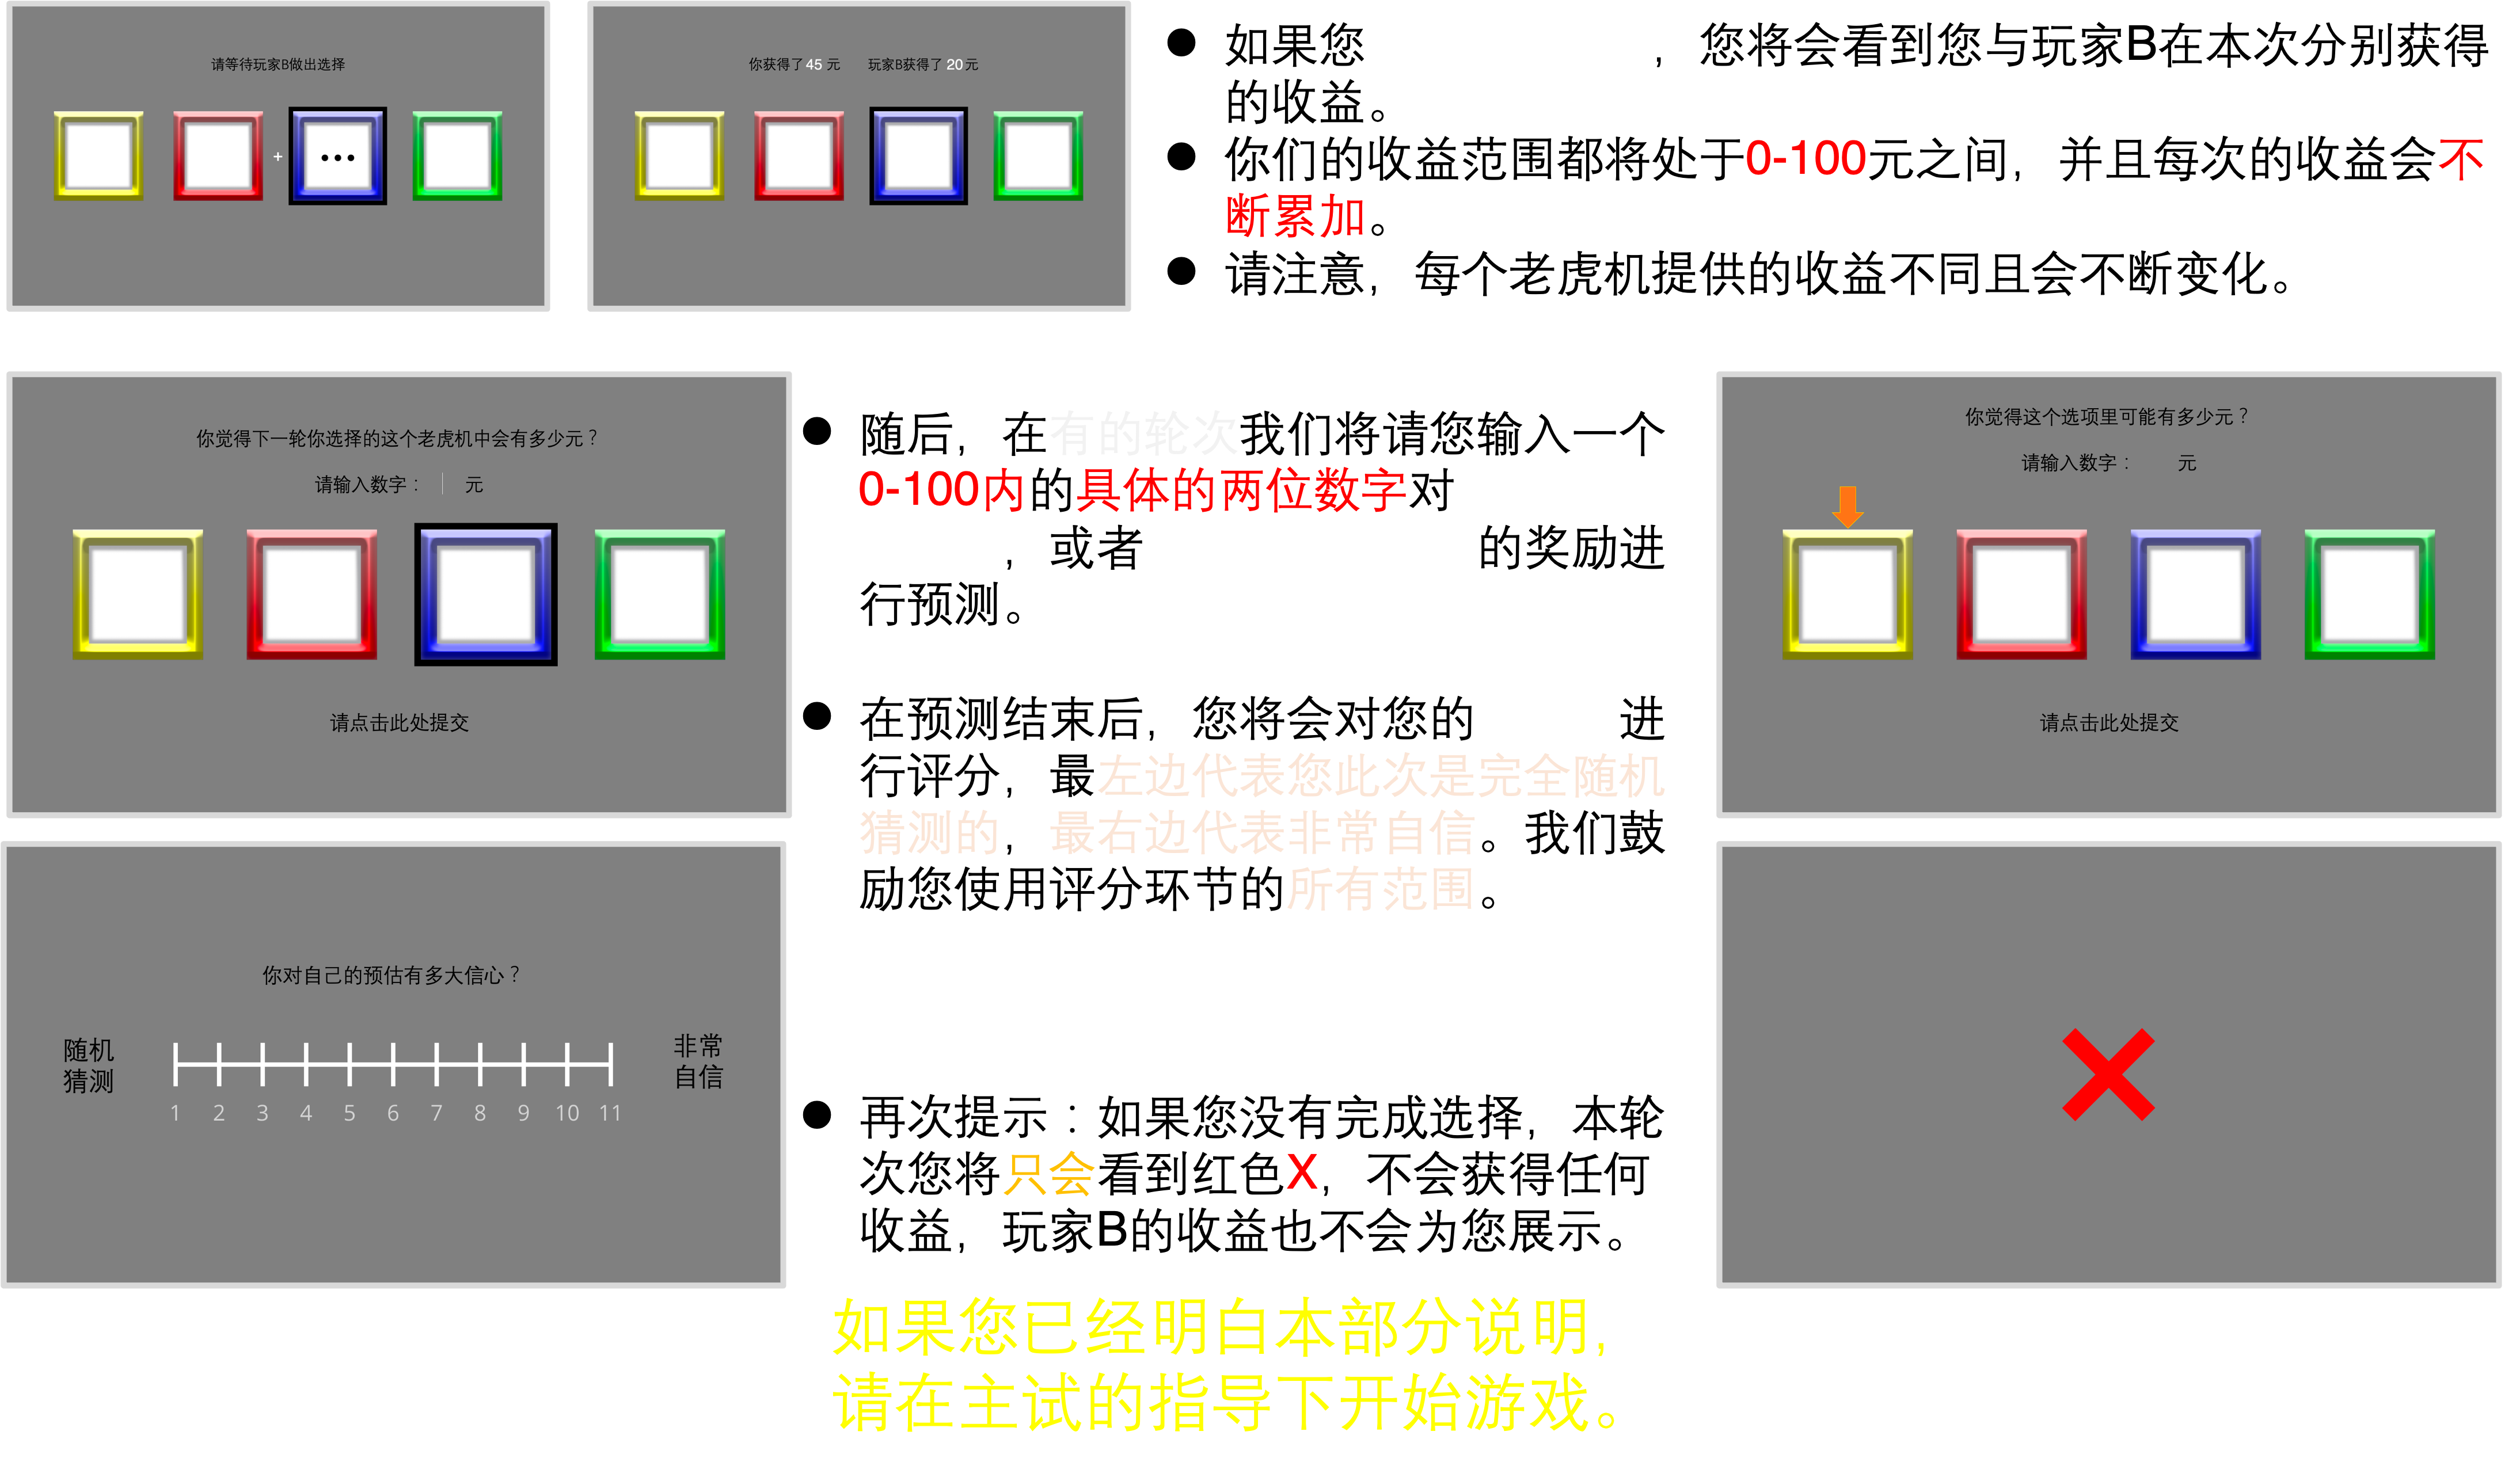 请等待玩家B做出选择
+
你获得了 45 元 玩家B获得了 20 元
● 如果您 ，您将会看到您与玩家B在本次分别获得
的收益。
● 你们的收益范围都将处于0-100元之间，并且每次的收益会不
断累加。
● 请注意，每个老虎机提供的收益不同且会不断变化。
你觉得下一轮你选择的这个老虎机中会有多少元？
请输入数字： 元
请点击此处提交
● 随后，在有的轮次我们将请您输入一个
0-100内的具体的两位数字对
，或者 的奖励进
行预测。
● 在预测结束后，您将会对您的 进
行评分，最左边代表您此次是完全随机
猜测的，最右边代表非常自信。我们鼓
励您使用评分环节的所有范围。
你觉得这个选项里可能有多少元？
请输入数字： 元
请点击此处提交
你对自己的预估有多大信心？
随机
猜测
非常
自信
1 2 3 4 5 6 7 8 9 10 11
● 再次提示：如果您没有完成选择，本轮
次您将只会看到红色X，不会获得任何
收益，玩家B的收益也不会为您展示。
如果您已经明白本部分说明，
请在主试的指导下开始游戏。